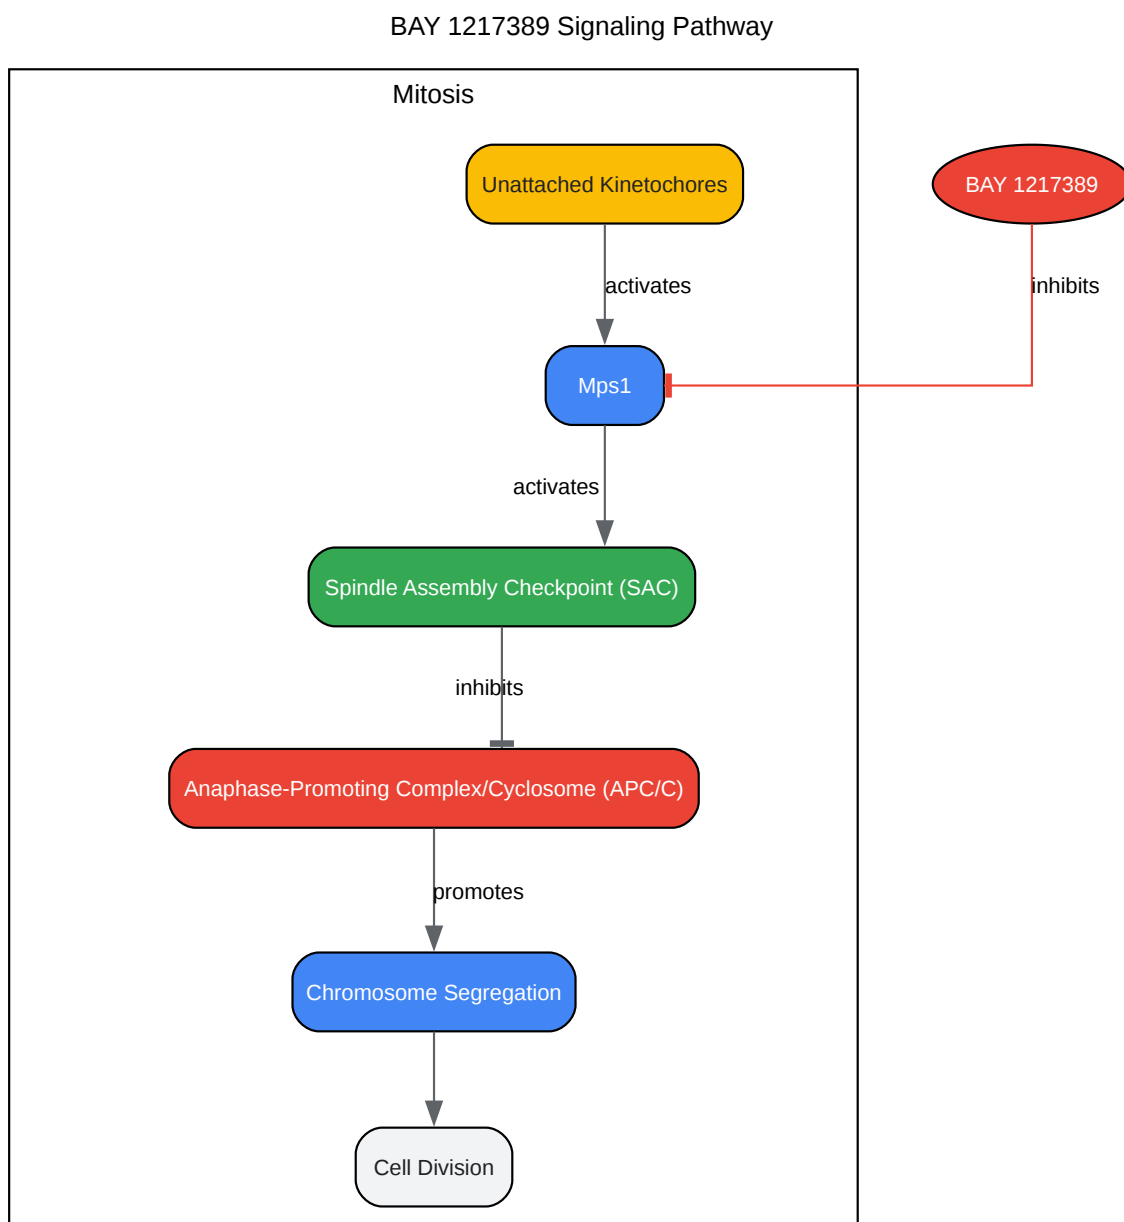 BAY 1217389 Signaling Pathway
Mitosis
Unattached Kinetochores
BAY 1217389
activates
inhibits
Mps1
activates
Spindle Assembly Checkpoint (SAC)
inhibits
Anaphase-Promoting Complex/Cyclosome (APC/C)
promotes
Chromosome Segregation
Cell Division